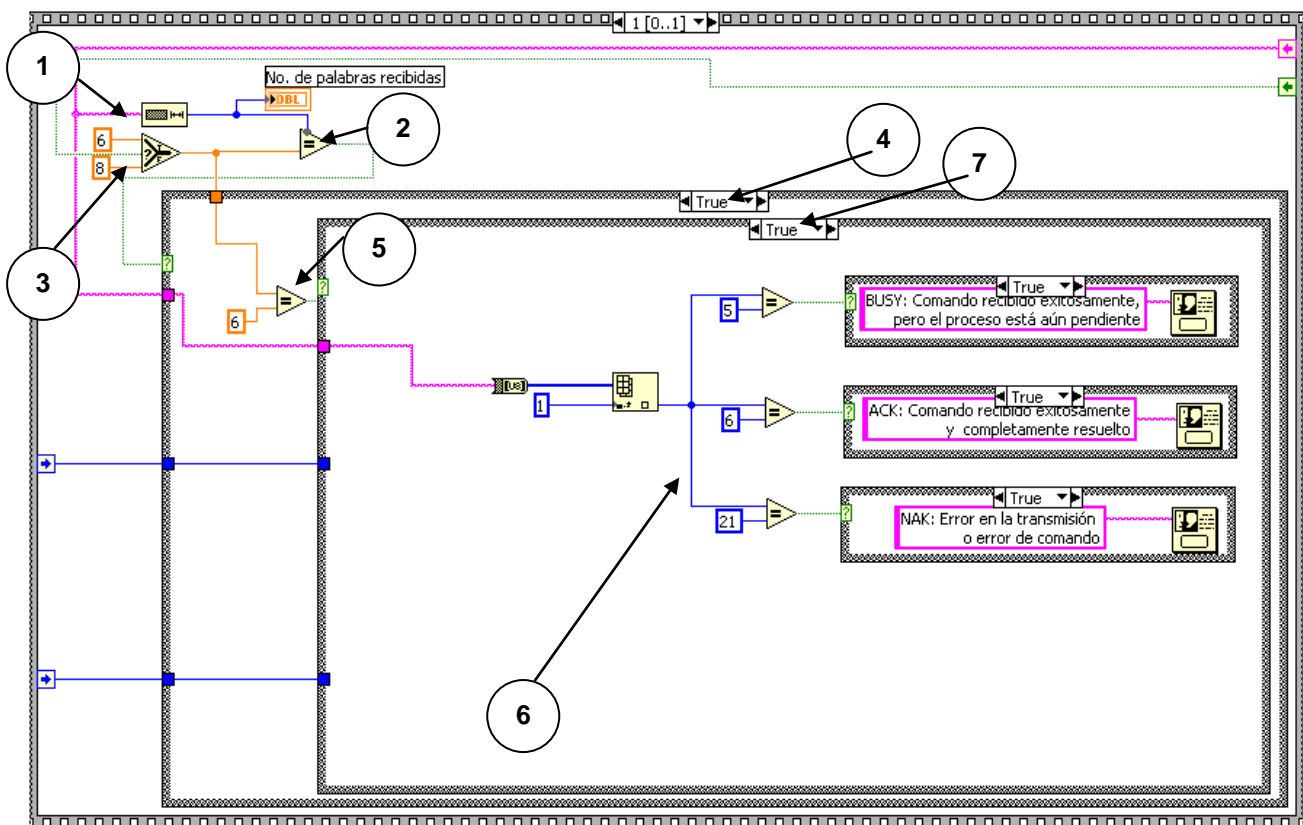 1 [0..1]
1
No. de palabras recibidas
DBL
2
6
?
T
F
8
=
3
4
True
7
True
5
?
?
=
6
True
?
BUSY: Comando recibido exitosamente,
pero el proceso está aún pendiente
5
=
[U8]
1
True
?
ACK: Comando recibido exitosamente
y completamente resuelto
6
=
True
?
NAK: Error en la transmisión
o error de comando
21
=
6